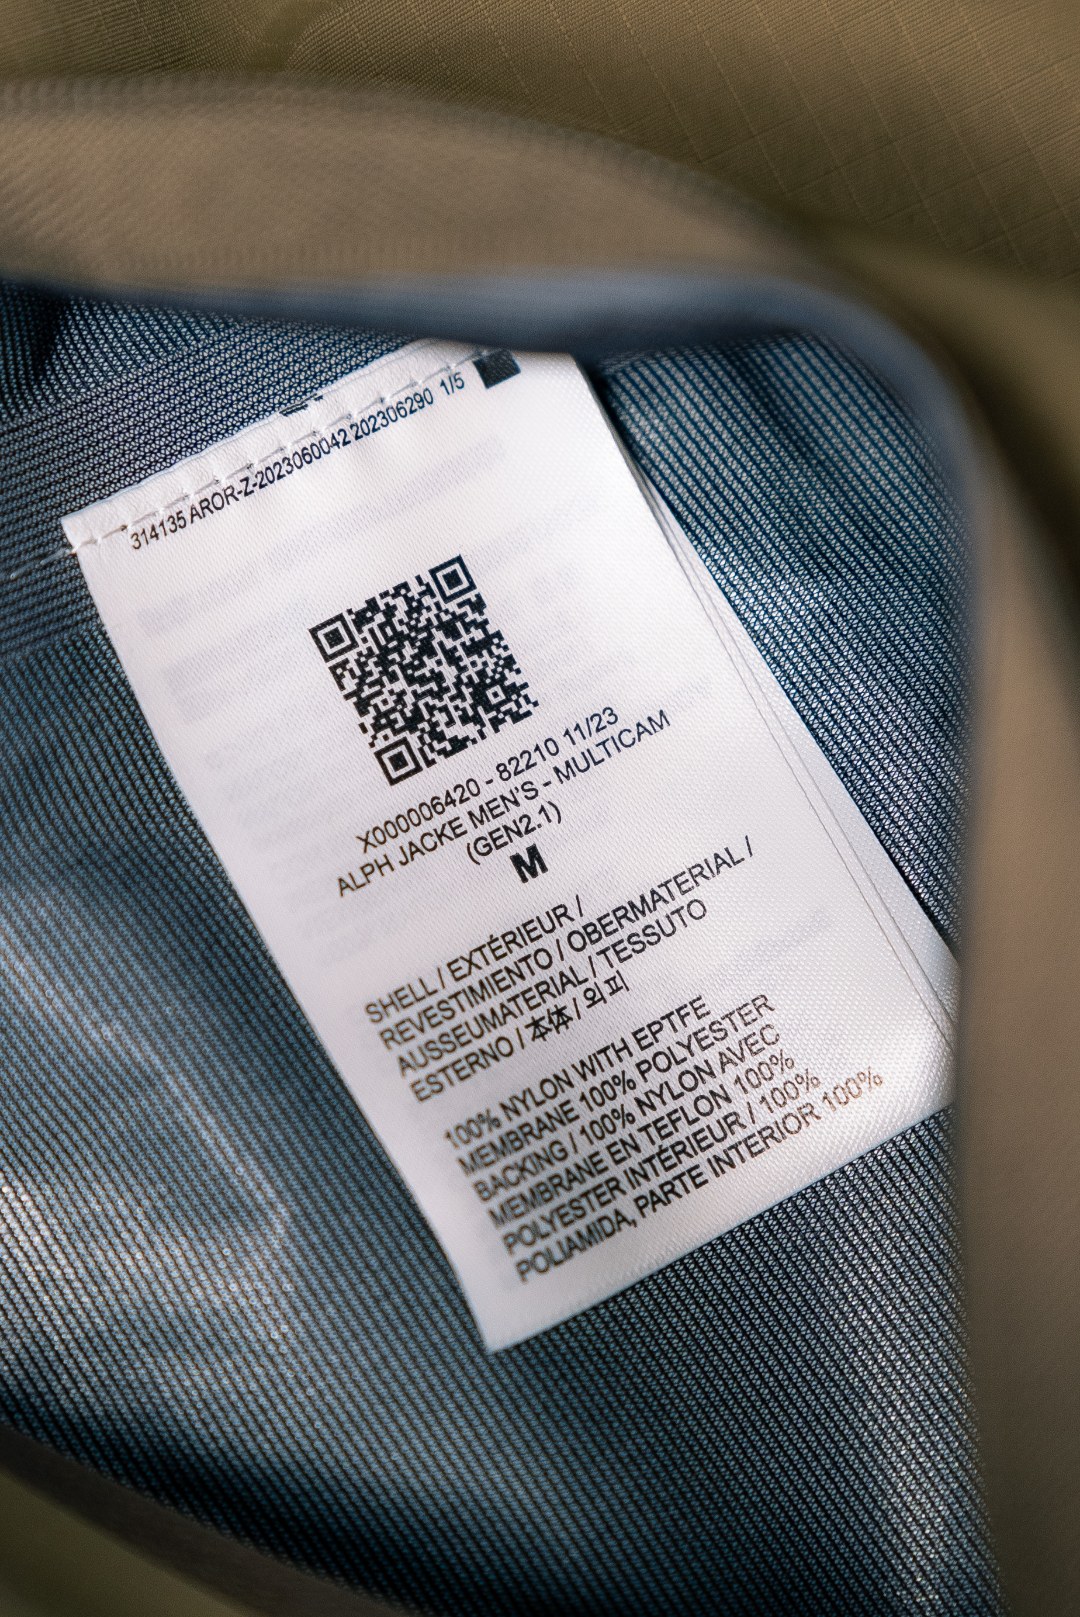 314135 AROR-Z-2023060042 202306290 1/5
X000006420 - 82210 11/23
ALPH JACKE MEN'S - MULTICAM
(GEN2.1)
M
SHELL / EXTÉRIEUR /
REVESTIMIENTO / OBERMATERIAL /
AUSSEUMATERIAL / TESSUTO
ESTERNO / 本体 / 외피
100% NYLON WITH EPTFE
MEMBRANE 100% POLYESTER
BACKING / 100% NYLON AVEC
MEMBRANE EN TEFLON 100%
POLYESTER INTÉRIEUR / 100%
POLIAMIDA, PARTE INTERIOR 100%